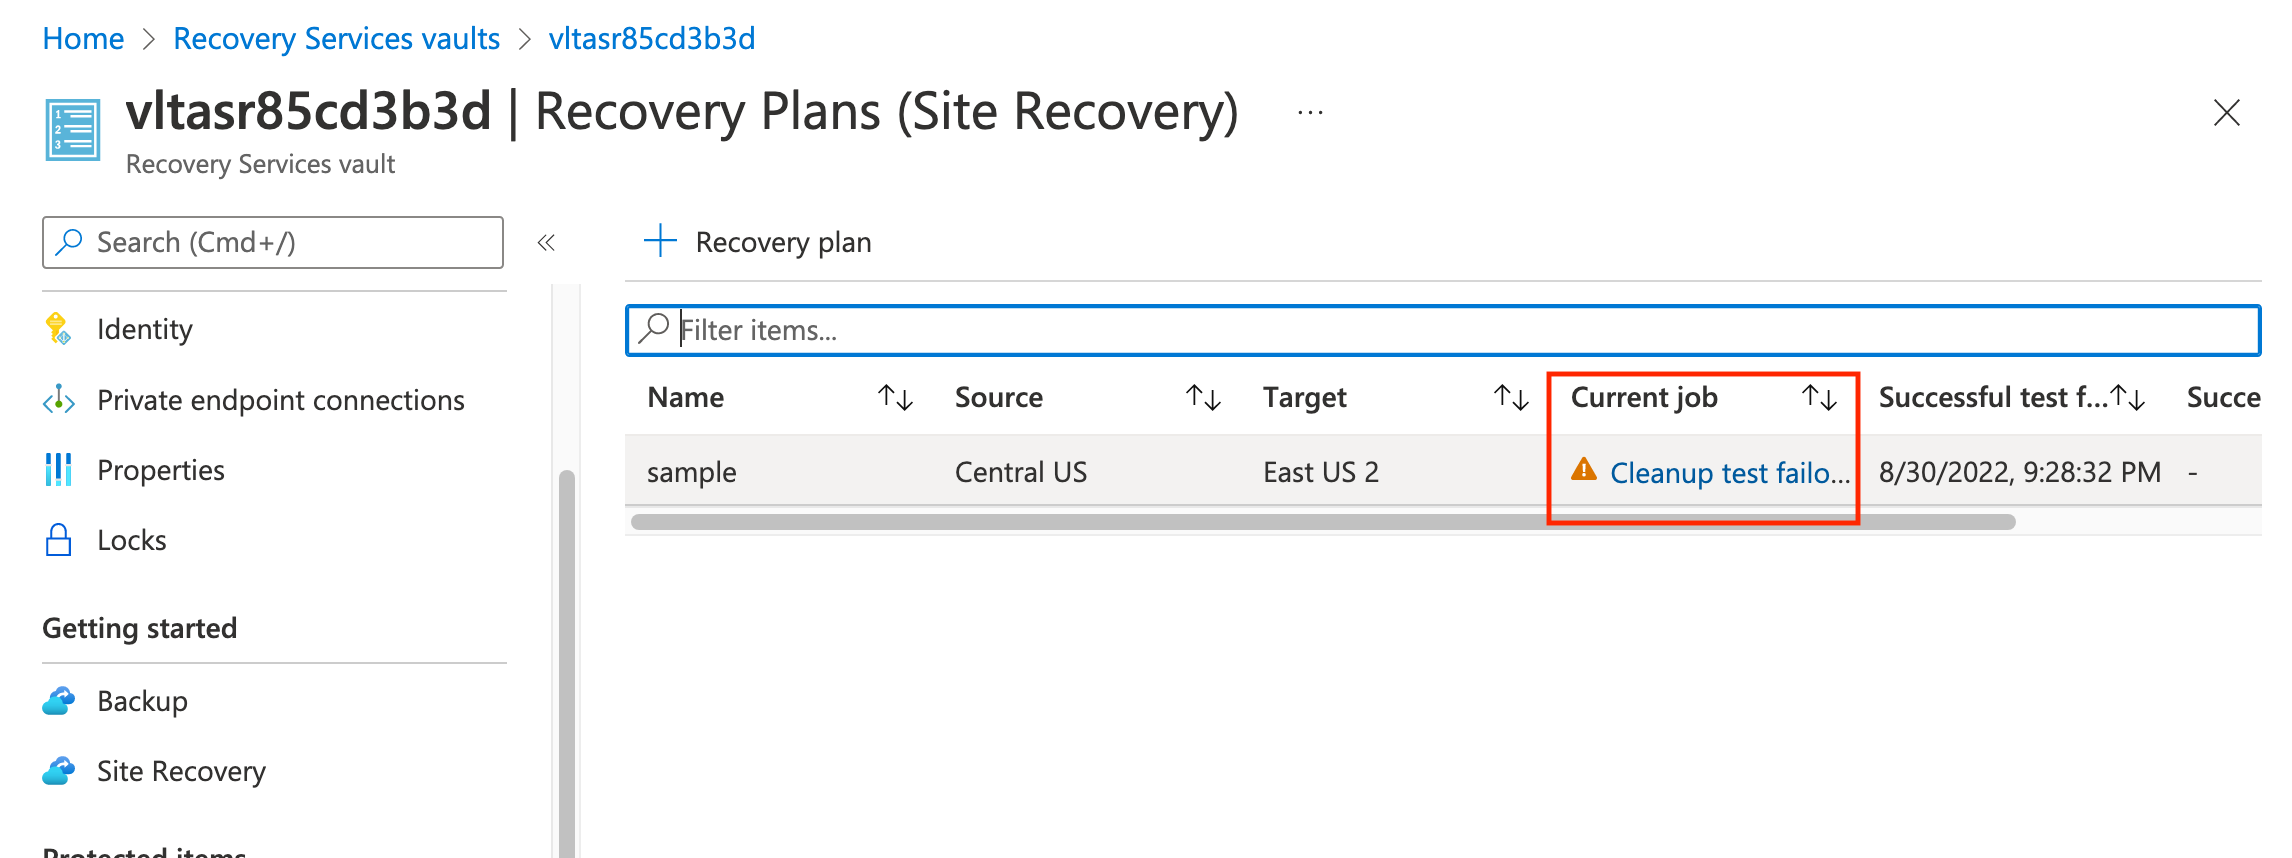 Home > Recovery Services vaults > vltasr85cd3b3d
vltasr85cd3b3d | Recovery Plans (Site Recovery) ...
Recovery Services vault
Search (Cmd+/)
«
Identity
Private endpoint connections
Properties
Locks
Getting started
Backup
Site Recovery
Protected items
+ Recovery plan
Filter items...
Name ↑↓ Source ↑↓ Target ↑↓ Current job ↑↓ Successful test f...↑↓ Succe
sample Central US East US 2 Cleanup test failo... 8/30/2022, 9:28:32 PM -